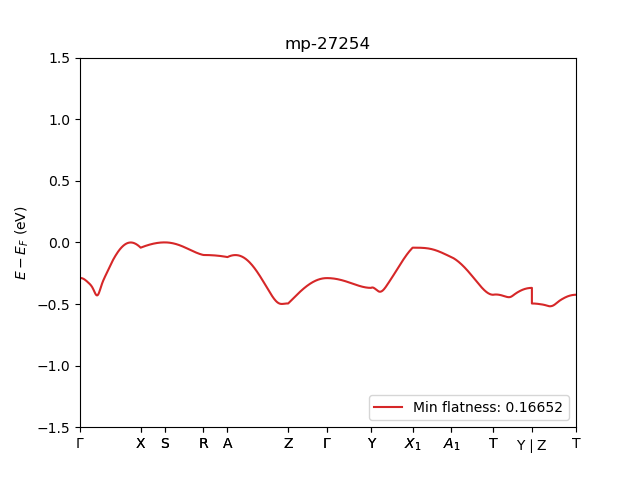 mp-27254
E − E_F (eV)
1.5
1.0
0.5
0.0
−0.5
−1.0
−1.5
Min flatness: 0.16652
Γ X S R A Z Γ Y X₁ A₁ T Y | Z T